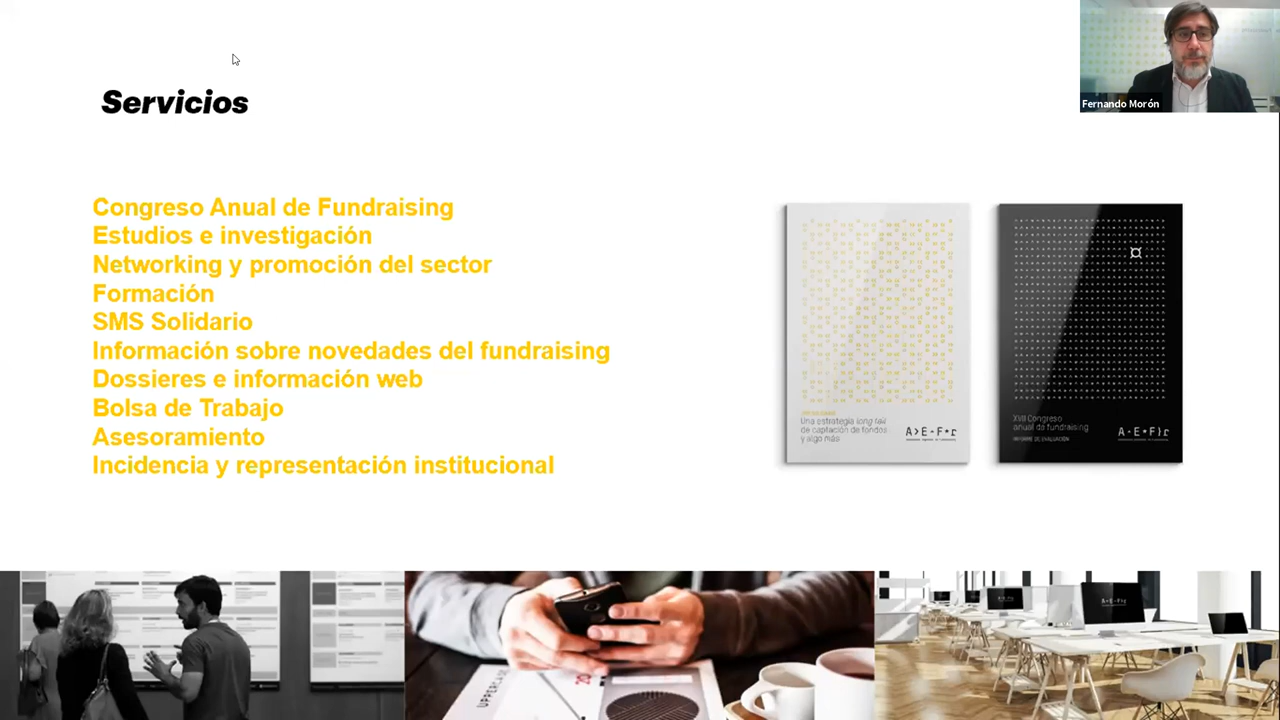 Servicios
Fernando Morón
Congreso Anual de Fundraising
Estudios e investigación
Networking y promoción del sector
Formación
SMS Solidario
Información sobre novedades del fundraising
Dossieres e información web
Bolsa de Trabajo
Asesoramiento
Incidencia y representación institucional
Una estrategia long tail
de captación de fondos
y algo más
A>E-F*r
XVII Congreso
anual de fundraising
INFORME DE EVALUACIÓN
A-E*F)r